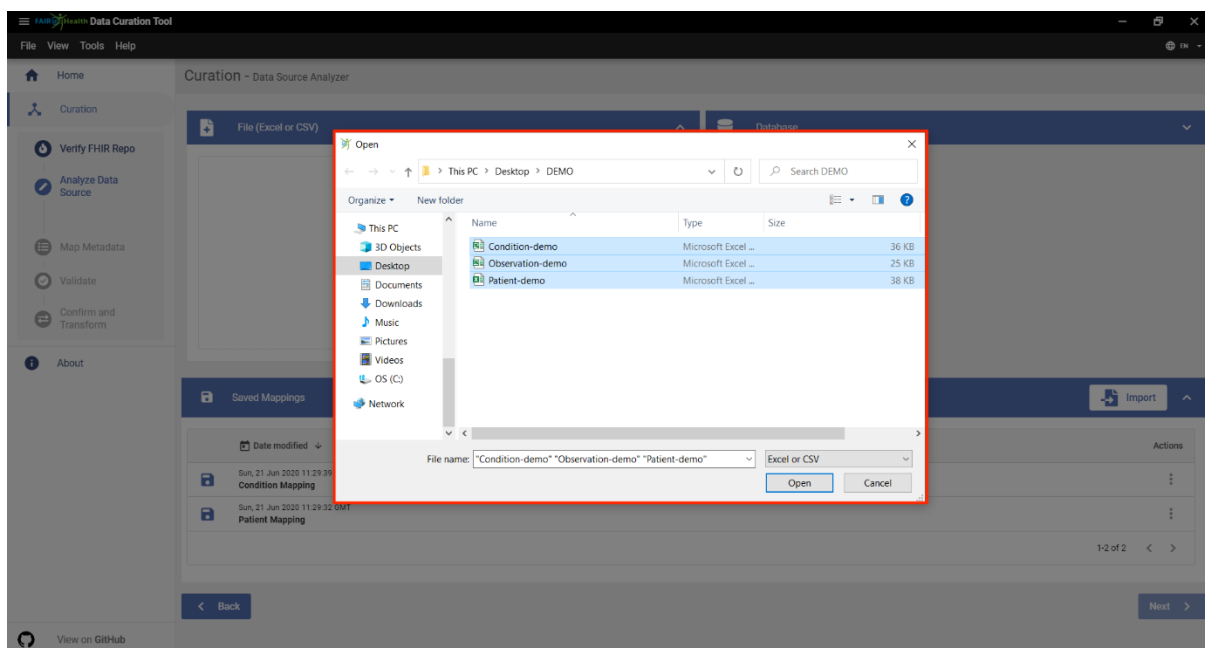 FAIR4Health Data Curation Tool
File View Tools Help
EN
Home
Curation - Data Source Analyzer
Curation
File (Excel or CSV)
Database
Verify FHIR Repo
Analyze Data
Source
Map Metadata
Validate
Confirm and
Transform
About
View on GitHub
Open
This PC > Desktop > DEMO
Search DEMO
Organize New folder
Name Type Size
This PC
3D Objects
Desktop
Documents
Downloads
Music
Pictures
Videos
OS (C:)
Network
Condition-demo Microsoft Excel ... 36 KB
Observation-demo Microsoft Excel ... 25 KB
Patient-demo Microsoft Excel ... 38 KB
File name: "Condition-demo" "Observation-demo" "Patient-demo" Excel or CSV
Open Cancel
Saved Mappings
Import
Date modified
Actions
Sun, 21 Jun 2020 11:29:39
Condition Mapping
Sun, 21 Jun 2020 11:29:32 GMT
Patient Mapping
1-2 of 2
Back
Next